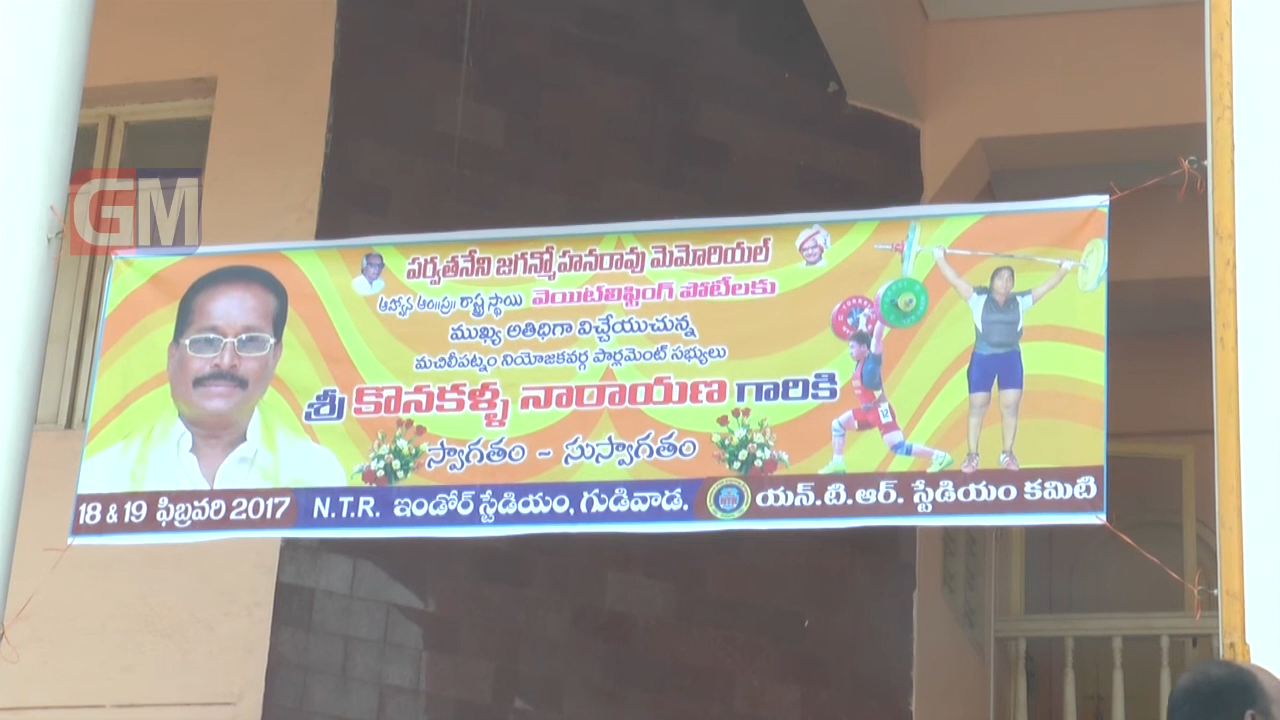 GM
పర్వతనేని జగన్మోహనరావు మెమోరియల్
ఆహ్వాన ఆం॥ప్ర॥ రాష్ట్ర స్థాయి వెయిట్‌లిఫ్టింగ్ పోటీలకు
ముఖ్య అతిధిగా విచ్చేయుచున్న
మచిలీపట్నం నియోజకవర్గ పార్లమెంట్ సభ్యులు
శ్రీ కొనకళ్ళ నారాయణ గారికి
స్వాగతం - సుస్వాగతం
18 & 19 ఫిబ్రవరి 2017 N.T.R. ఇండోర్ స్టేడియం, గుడివాడ. యన్.టి.ఆర్. స్టేడియం కమిటి